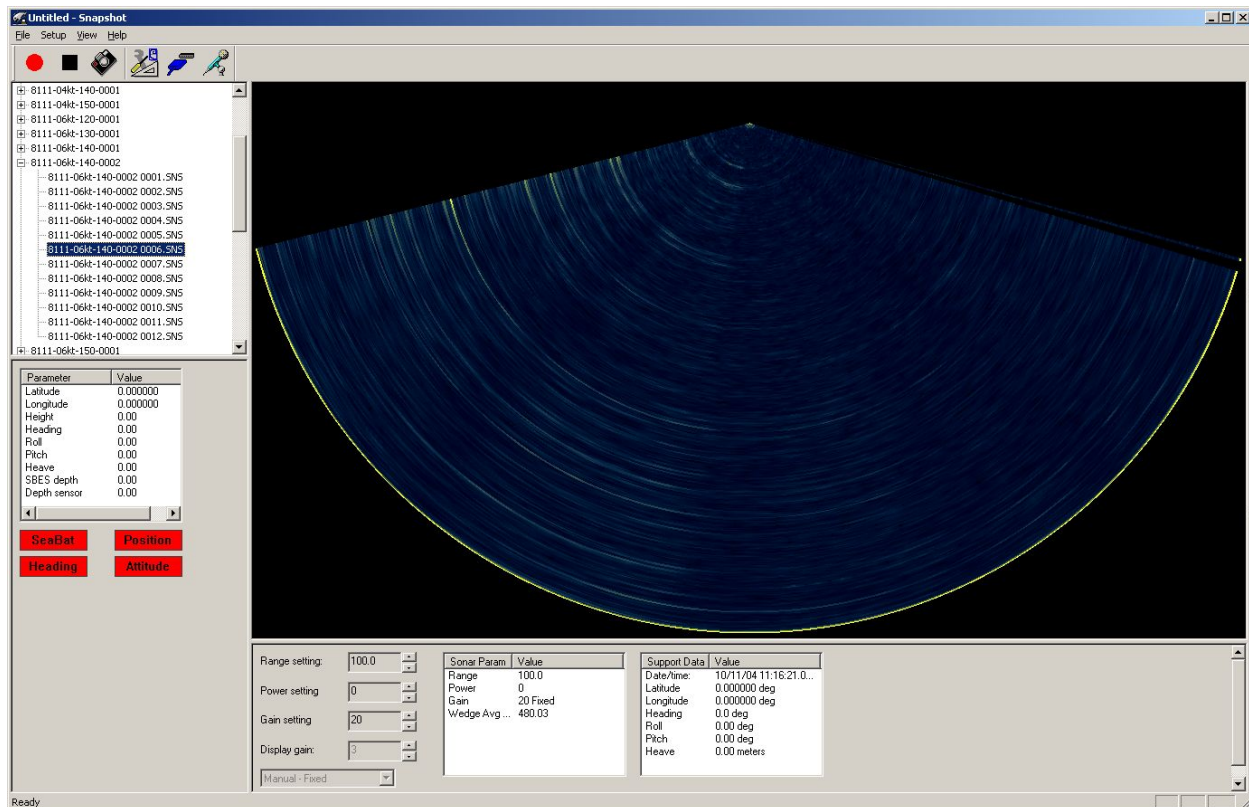 Untitled - Snapshot
File Setup View Help
8111-04kt-140-0001
8111-04kt-150-0001
8111-06kt-120-0001
8111-06kt-130-0001
8111-06kt-140-0001
8111-06kt-140-0002
8111-06kt-140-0002 0001.SNS
8111-06kt-140-0002 0002.SNS
8111-06kt-140-0002 0003.SNS
8111-06kt-140-0002 0004.SNS
8111-06kt-140-0002 0005.SNS
8111-06kt-140-0002 0006.SNS
8111-06kt-140-0002 0007.SNS
8111-06kt-140-0002 0008.SNS
8111-06kt-140-0002 0009.SNS
8111-06kt-140-0002 0010.SNS
8111-06kt-140-0002 0011.SNS
8111-06kt-140-0002 0012.SNS
8111-06kt-150-0001
Parameter Value
Latitude 0.000000
Longitude 0.000000
Height 0.00
Heading 0.00
Roll 0.00
Pitch 0.00
Heave 0.00
SBES depth 0.00
Depth sensor 0.00
SeaBat Position
Heading Attitude
Range setting: 100.0
Power setting 0
Gain setting 20
Display gain: 3
Manual - Fixed
Sonar Param Value
Range 100.0
Power 0
Gain 20 Fixed
Wedge Avg ... 480.03
Support Data Value
Date/time: 10/11/04 11:16:21.0...
Latitude 0.000000 deg
Longitude 0.000000 deg
Heading 0.0 deg
Roll 0.00 deg
Pitch 0.00 deg
Heave 0.00 meters
Ready